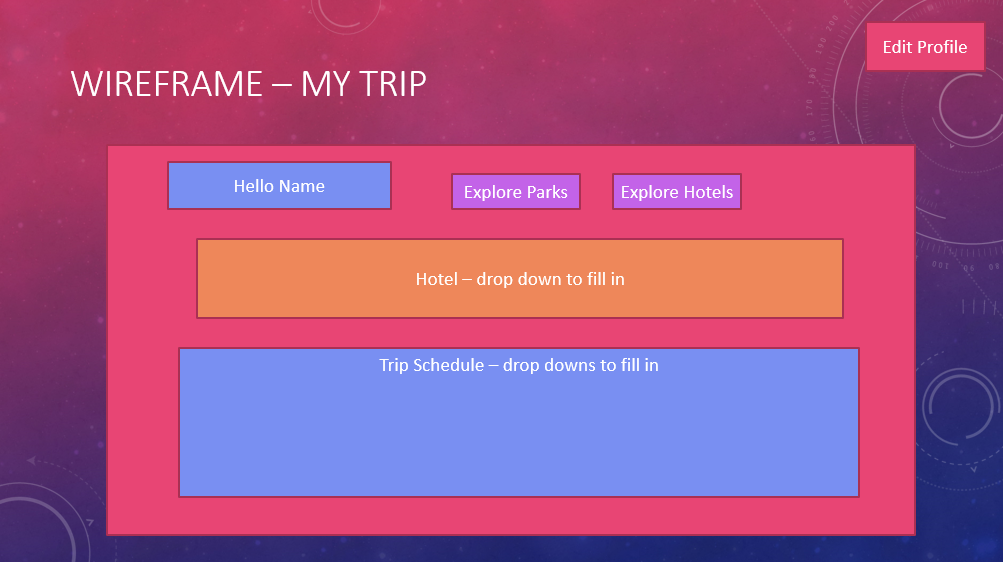 Edit Profile
WIREFRAME – MY TRIP
Hello Name
Explore Parks
Explore Hotels
Hotel – drop down to fill in
Trip Schedule – drop downs to fill in